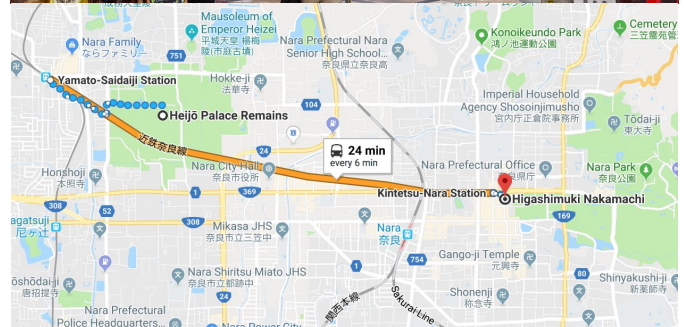 Mausoleum of
Emperor Heizei
平城天皇 楊梅
陵(市庭古墳)
Nara Family
ならファミリー
751
Nara Prefectural Nara
Senior High School...
奈良県立奈良高
Konoikeundo Park
鴻ノ池運動公園
Cemetery
三笠霊苑管
Yamato-Saidaiji Station
Hokke-ji
法華寺
Heijō Palace Remains
104
Imperial Household
Agency Shosoinjimusho
宮内庁正倉院事務所
Tōdai-ji
東大寺
近鉄奈良線
24
24 min
every 6 min
Nara City Hall
奈良市役所
Nara Prefectural Office
奈良県庁
Nara Park
奈良公園
Honshoji
本照寺
1
369
Kintetsu-Nara Station
Higashimuki Nakamachi
308
52
308
169
agatsuji
尼ヶ辻
Mikasa JHS
奈良市立三笠中
Nara
奈良
754
Gango-ji Temple
元興寺
ōshōdai-ji
唐招提寺
Nara Shiritsu Miato JHS
奈良市立都跡中
1
80
Shinyakushi-ji
新薬師寺
24
Shonenji
称念寺
関西本線
Sakurai Line
Nara Prefectural
Police Headquarters...
Nara Power City